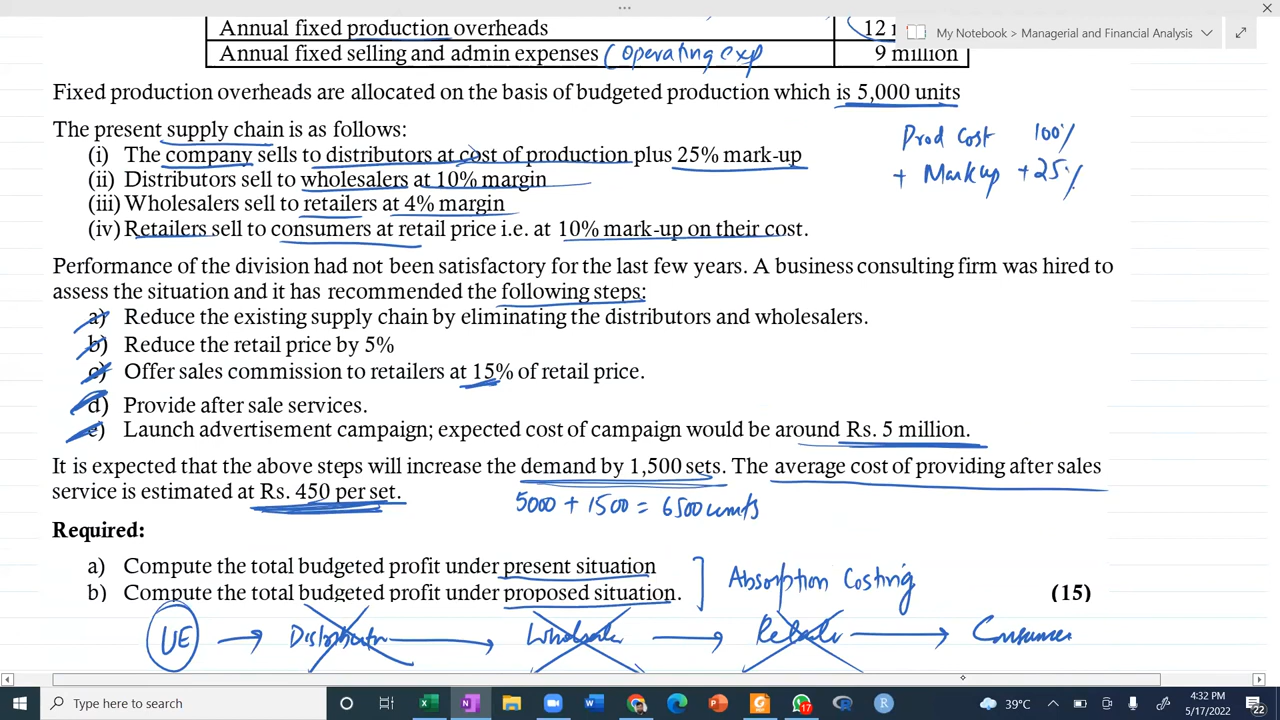 My Notebook > Managerial and Financial Analysis
Annual fixed production overheads 12
Annual fixed selling and admin expenses (operating exp 9 million
Fixed production overheads are allocated on the basis of budgeted production which is 5,000 units
The present supply chain is as follows:
(i) The company sells to distributors at cost of production plus 25% mark-up
(ii) Distributors sell to wholesalers at 10% margin
(iii) Wholesalers sell to retailers at 4% margin
(iv) Retailers sell to consumers at retail price i.e. at 10% mark-up on their cost.
Prod Cost 100%
+ Markup +25%
Performance of the division had not been satisfactory for the last few years. A business consulting firm was hired to
assess the situation and it has recommended the following steps:
a) Reduce the existing supply chain by eliminating the distributors and wholesalers.
b) Reduce the retail price by 5%
c) Offer sales commission to retailers at 15% of retail price.
d) Provide after sale services.
e) Launch advertisement campaign; expected cost of campaign would be around Rs. 5 million.
It is expected that the above steps will increase the demand by 1,500 sets. The average cost of providing after sales
service is estimated at Rs. 450 per set.
5000 + 1500 = 6500 units
Required:
a) Compute the total budgeted profit under present situation
b) Compute the total budgeted profit under proposed situation. (15)
Absorption Costing
UE Distributor Wholesaler Retailer Consumer
Type here to search
39°C
4:32 PM
5/17/2022
17
22